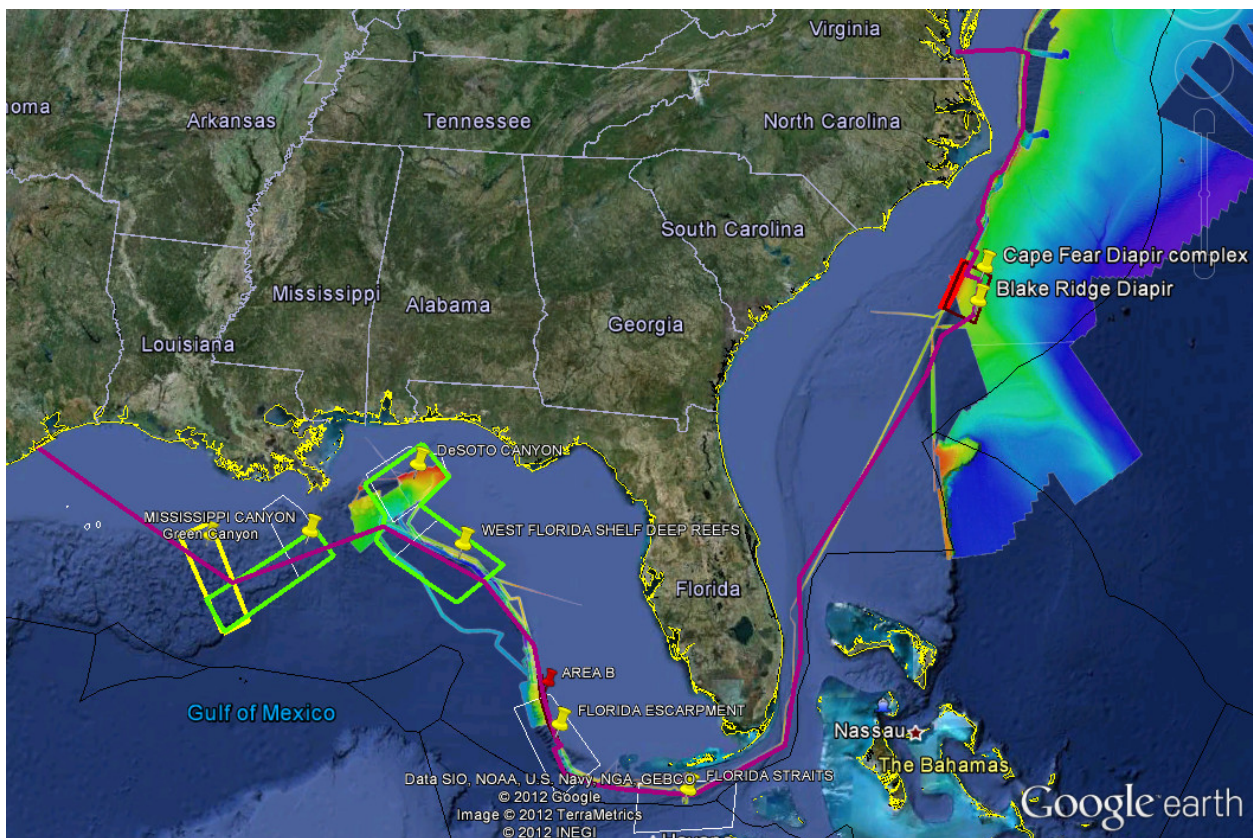 Virginia
homa
Arkansas
Tennessee
North Carolina
South Carolina
Cape Fear Diapir complex
Mississippi
Blake Ridge Diapir
Alabama
Georgia
Louisiana
DeSOTO CANYON
MISSISSIPPI CANYON
Green Canyon
WEST FLORIDA SHELF DEEP REEFS
Florida
AREA B
Gulf of Mexico
FLORIDA ESCARPMENT
Nassau
The Bahamas
Data SIO, NOAA, U.S. Navy, NGA, GEBCO
FLORIDA STRAITS
© 2012 Google
Image © 2012 TerraMetrics
© 2012 INEGI
Google earth